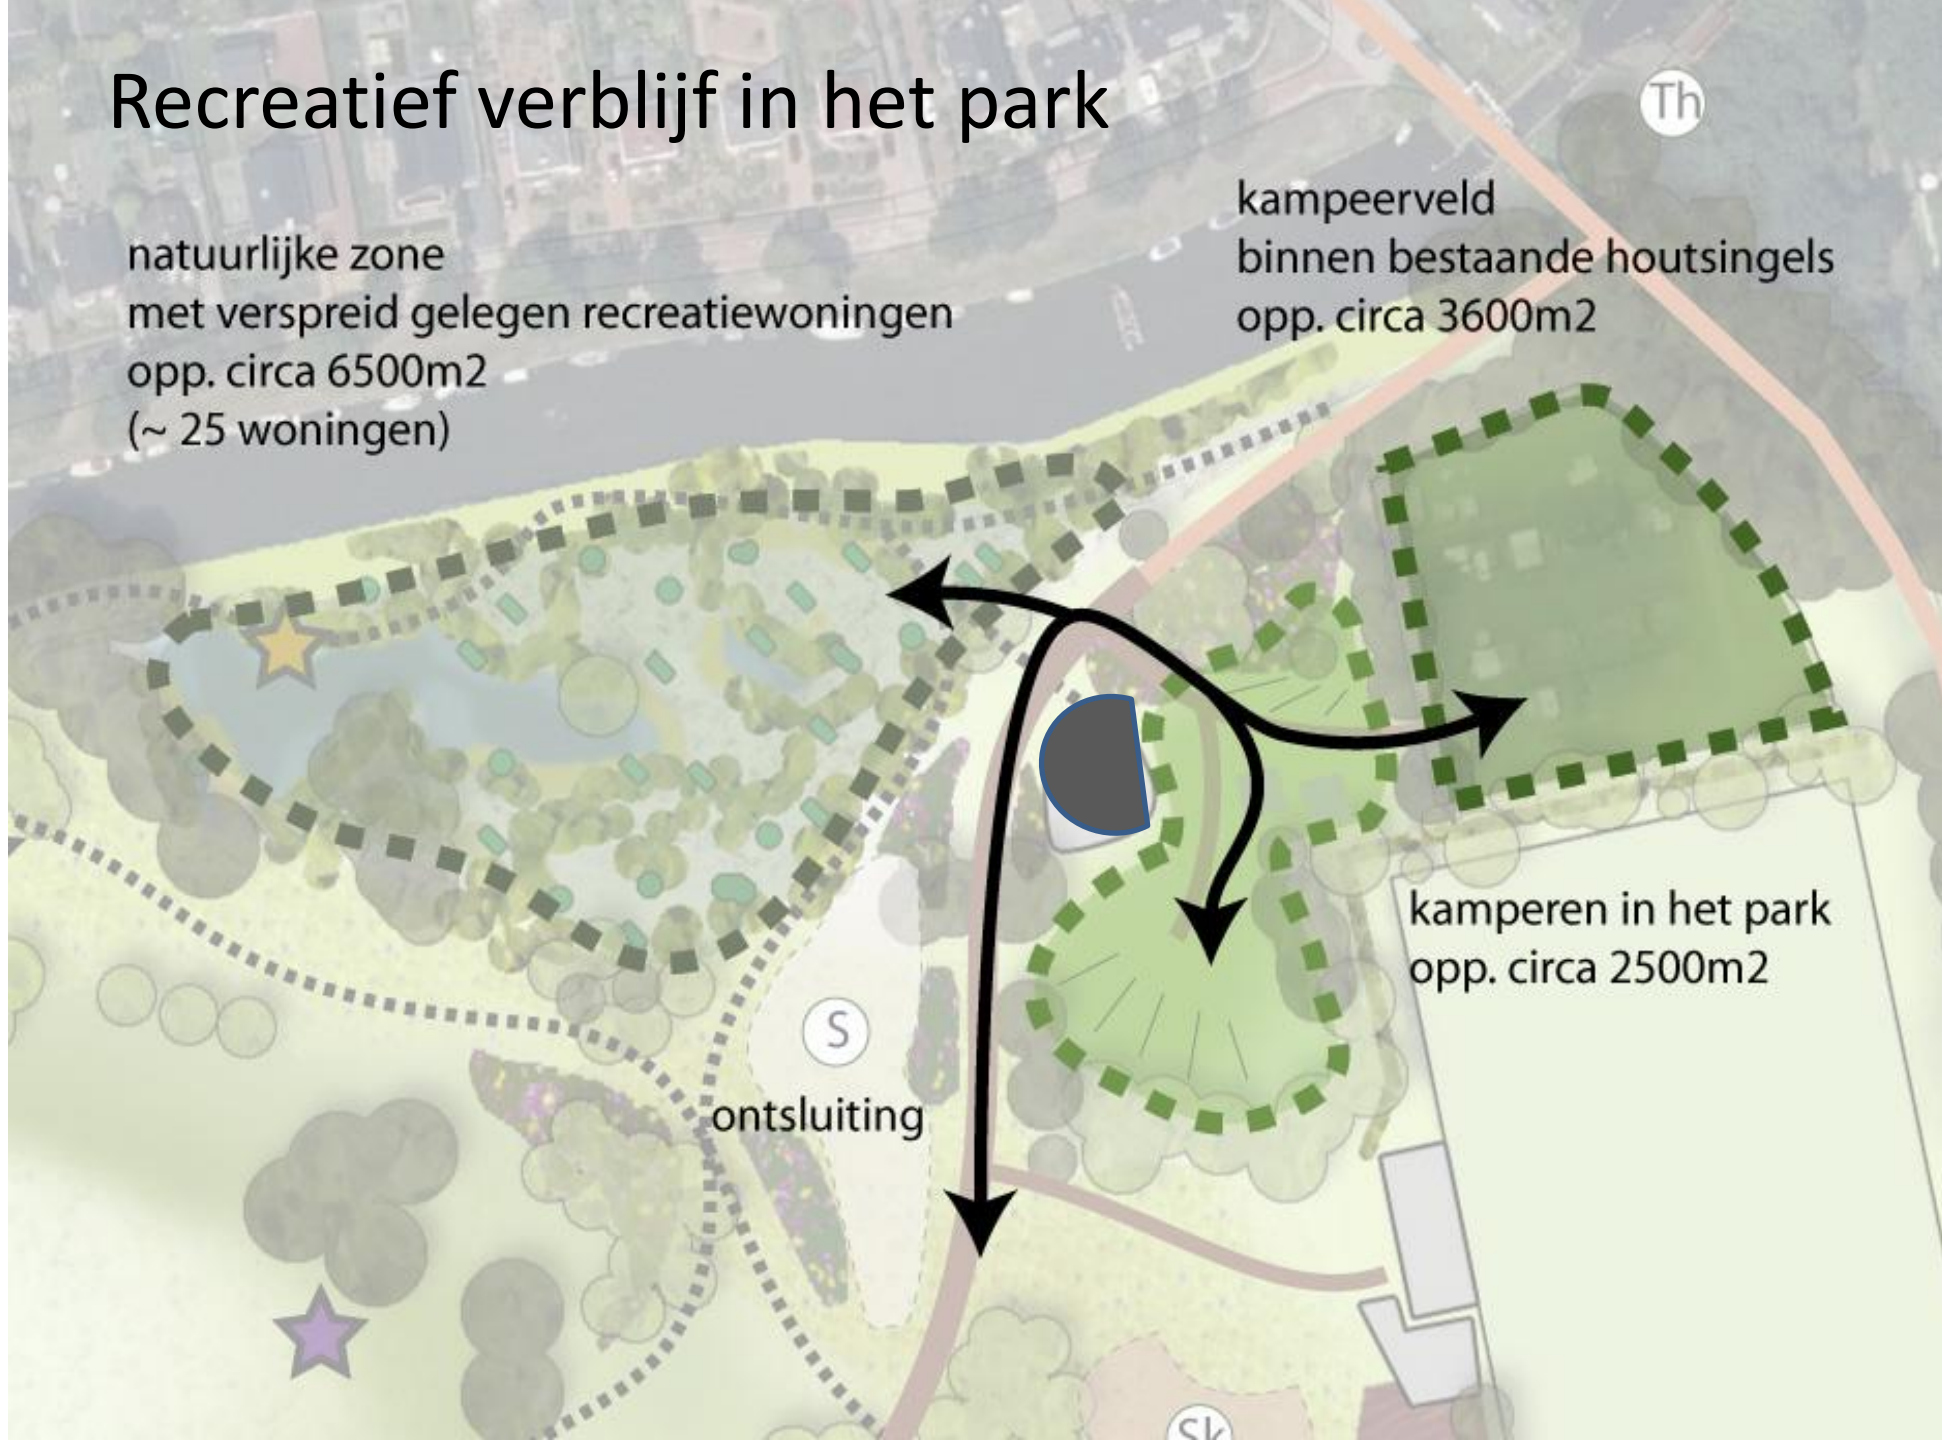 Recreatief verblijf in het park
Th
kampeerveld
binnen bestaande houtsingels
opp. circa 3600m2
natuurlijke zone
met verspreid gelegen recreatiewoningen
opp. circa 6500m2
(~ 25 woningen)
kamperen in het park
opp. circa 2500m2
S
ontsluiting
Sk